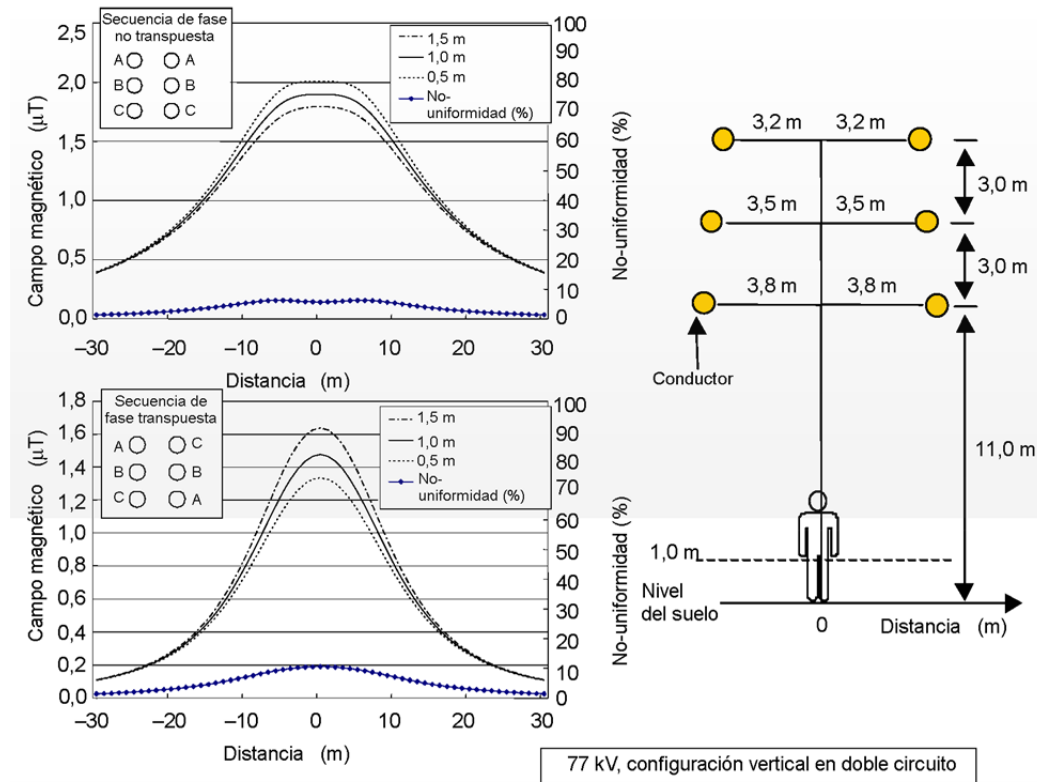 Secuencia de fase
no transpuesta
A A
B B
C C
1,5 m
1,0 m
0,5 m
No-
uniformidad (%)
Campo magnético (μT)
2,5
2,0
1,5
1,0
0,5
0,0
100
90
80
70
60
50
40
30
20
10
0
No-uniformidad (%)
–30 –20 –10 0 10 20 30
Distancia (m)
Secuencia de
fase transpuesta
A C
B B
C A
1,5 m
1,0 m
0,5 m
No-
uniformidad (%)
Campo magnético (μT)
1,8
1,6
1,4
1,2
1,0
0,8
0,6
0,4
0,2
0,0
100
90
80
70
60
50
40
30
20
10
0
No-uniformidad (%)
–30 –20 –10 0 10 20 30
Distancia (m)
3,2 m 3,2 m
3,0 m
3,5 m 3,5 m
3,0 m
3,8 m 3,8 m
Conductor
11,0 m
1,0 m
Nivel
del suelo
0 Distancia (m)
77 kV, configuración vertical en doble circuito